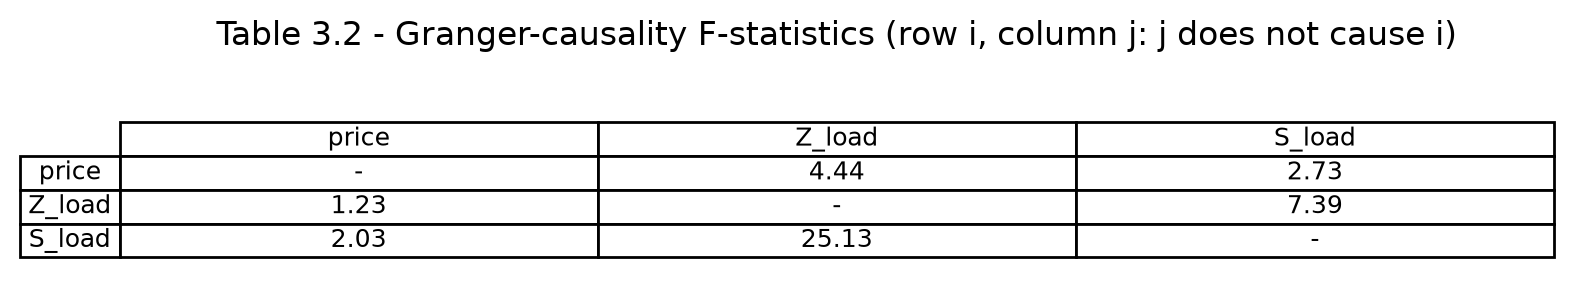 Table 3.2 - Granger-causality F-statistics (row i, column j: j does not cause i)
price Z_load S_load
price - 4.44 2.73
Z_load 1.23 - 7.39
S_load 2.03 25.13 -